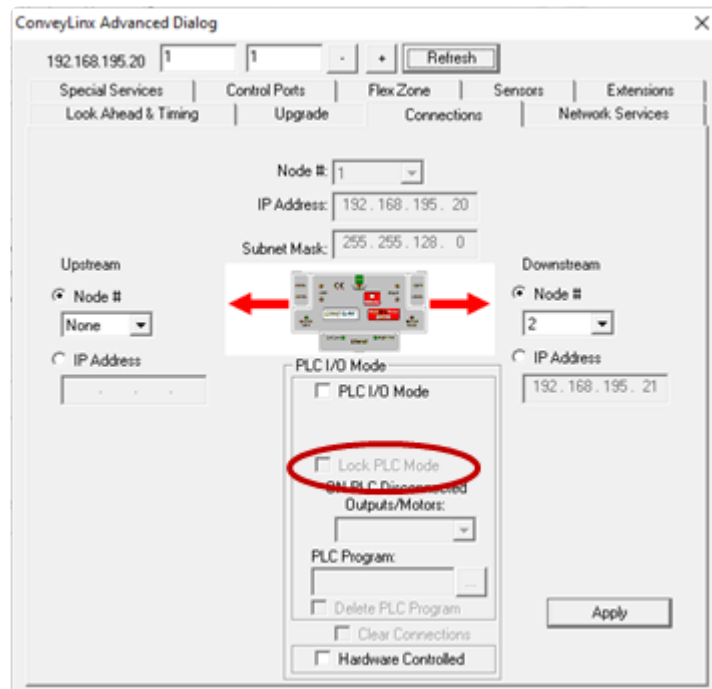 ConveyLinx Advanced Dialog
192.168.195.20 1 1 - + Refresh
Special Services Control Ports Flex Zone Sensors Extensions
Look Ahead & Timing Upgrade Connections Network Services
Node #: 1
IP Address: 192 . 168 . 195 . 20
Subnet Mask: 255 . 255 . 128 . 0
Upstream Downstream
Node # Node #
None 2
IP Address IP Address
192 . 168 . 195 . 21
PLC I/O Mode
PLC I/O Mode
Lock PLC Mode
ON PLC Disconnected
Outputs/Motors:
PLC Program:
...
Delete PLC Program
Apply
Clear Connections
Hardware Controlled